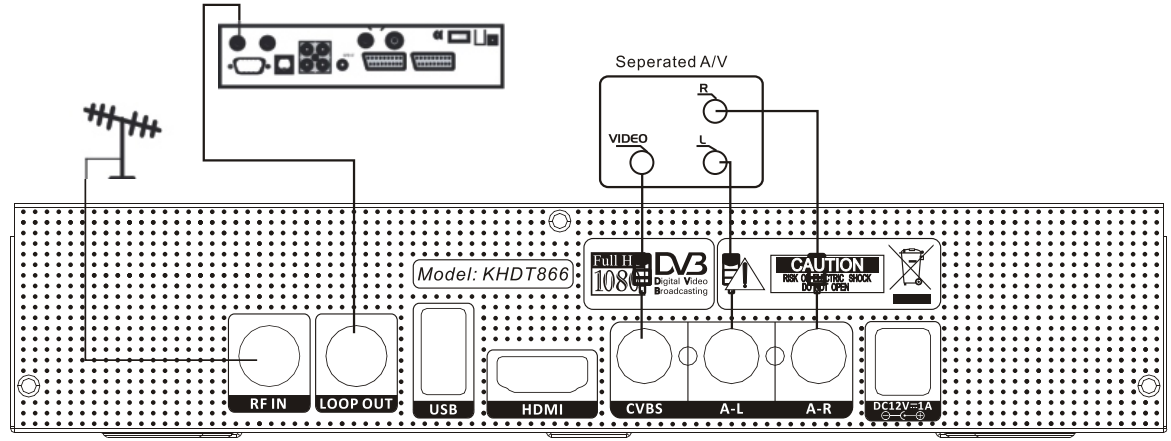 Seperated A/V
R
VIDEO
L
Model: KHDT866
Full H
1080
DVB
Digital Video
Broadcasting
CAUTION
RISK OF ELECTRIC SHOCK
DO NOT OPEN
RF IN
LOOP OUT
USB
HDMI
CVBS
A-L
A-R
DC12V⎓1A